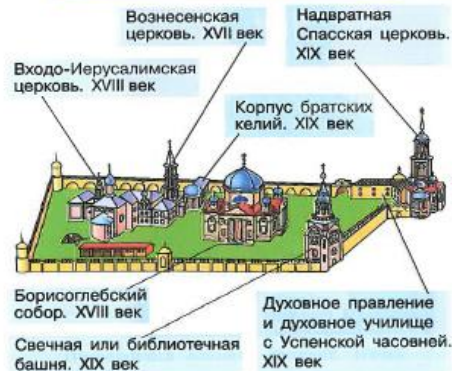 Вознесенская
церковь. XVII век
Надвратная
Спасская церковь.
XIX век
Входо-Иерусалимская
церковь. XVIII век
Корпус братских
келий. XIX век
Борисоглебский
собор. XVIII век
Свечная или библиотечная
башня. XIX век
Духовное правление
и духовное училище
с Успенской часовней.
XIX век